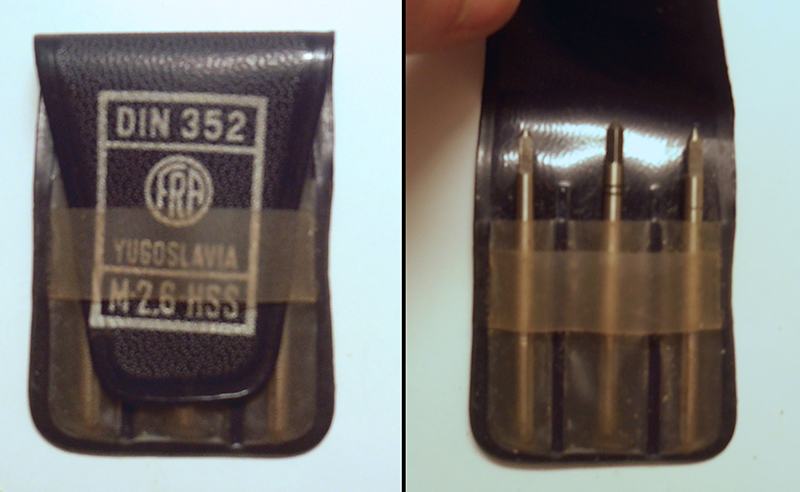 DIN 352
FRA
YUGOSLAVIA
M-2,6 HSS